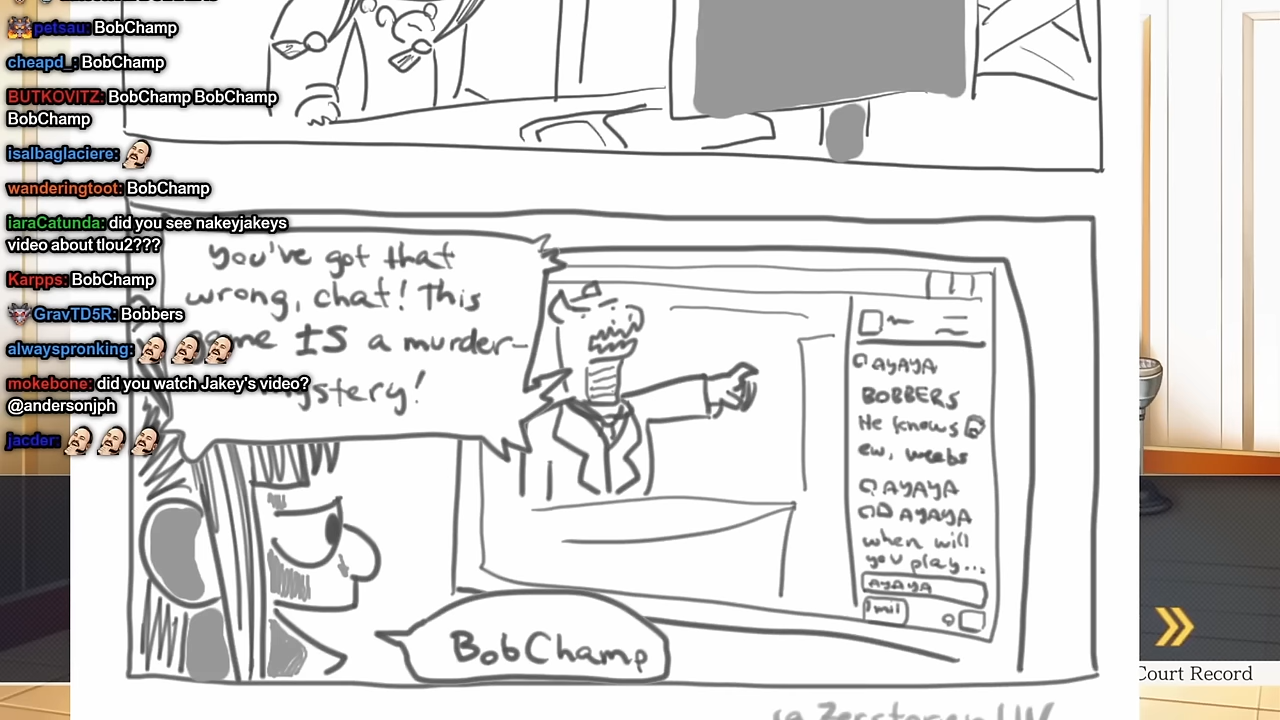 petsau: BobChamp
cheapd_: BobChamp
BUTKOVITZ: BobChamp BobChamp
BobChamp
isalbaglaciere:
wanderingtoot: BobChamp
iaraCatunda: did you see nakeyjakeys
video about tlou2???
Karpps: BobChamp
GravTD5R: Bobbers
alwayspronking:
mokebone: did you watch Jakey's video?
@andersonjph
jacder:
you've got that
wrong, chat! This
IS a murder-
AYAYA
BOBBERS
He knows
ew, weebs
AYAYA
AYAYA
when will
you play...
AYAYA
BobChamp
Court Record